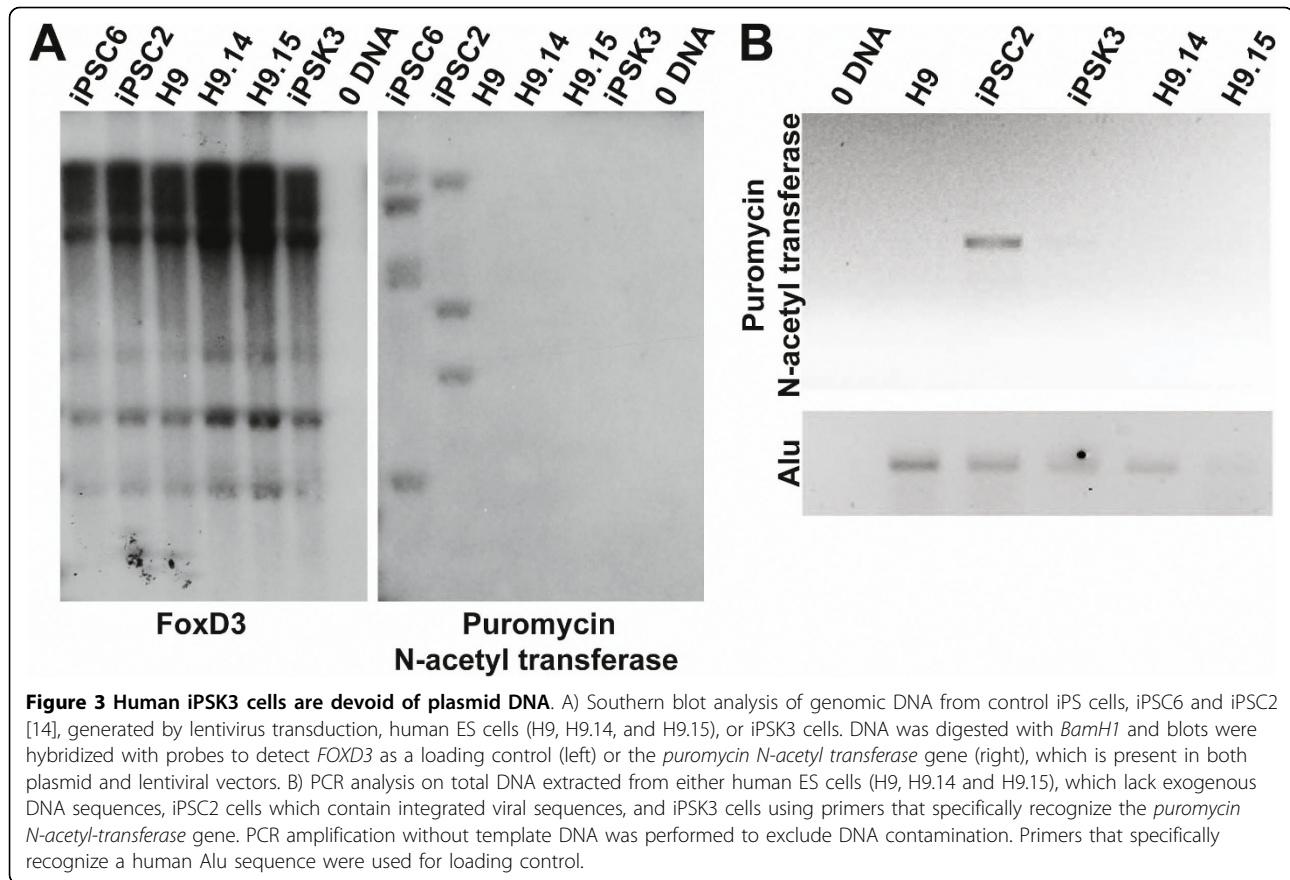 A
iPSC6
iPSC2
H9
H9.14
H9.15
iPSK3
0 DNA
iPSC6
iPSC2
H9
H9.14
H9.15
iPSK3
0 DNA
FoxD3
Puromycin
N-acetyl transferase
B
0 DNA
H9
iPSC2
iPSK3
H9.14
H9.15
Puromycin
N-acetyl transferase
Alu
Figure 3 Human iPSK3 cells are devoid of plasmid DNA. A) Southern blot analysis of genomic DNA from control iPS cells, iPSC6 and iPSC2
[14], generated by lentivirus transduction, human ES cells (H9, H9.14, and H9.15), or iPSK3 cells. DNA was digested with BamH1 and blots were
hybridized with probes to detect FOXD3 as a loading control (left) or the puromycin N-acetyl transferase gene (right), which is present in both
plasmid and lentiviral vectors. B) PCR analysis on total DNA extracted from either human ES cells (H9, H9.14 and H9.15), which lack exogenous
DNA sequences, iPSC2 cells which contain integrated viral sequences, and iPSK3 cells using primers that specifically recognize the puromycin
N-acetyl-transferase gene. PCR amplification without template DNA was performed to exclude DNA contamination. Primers that specifically
recognize a human Alu sequence were used for loading control.